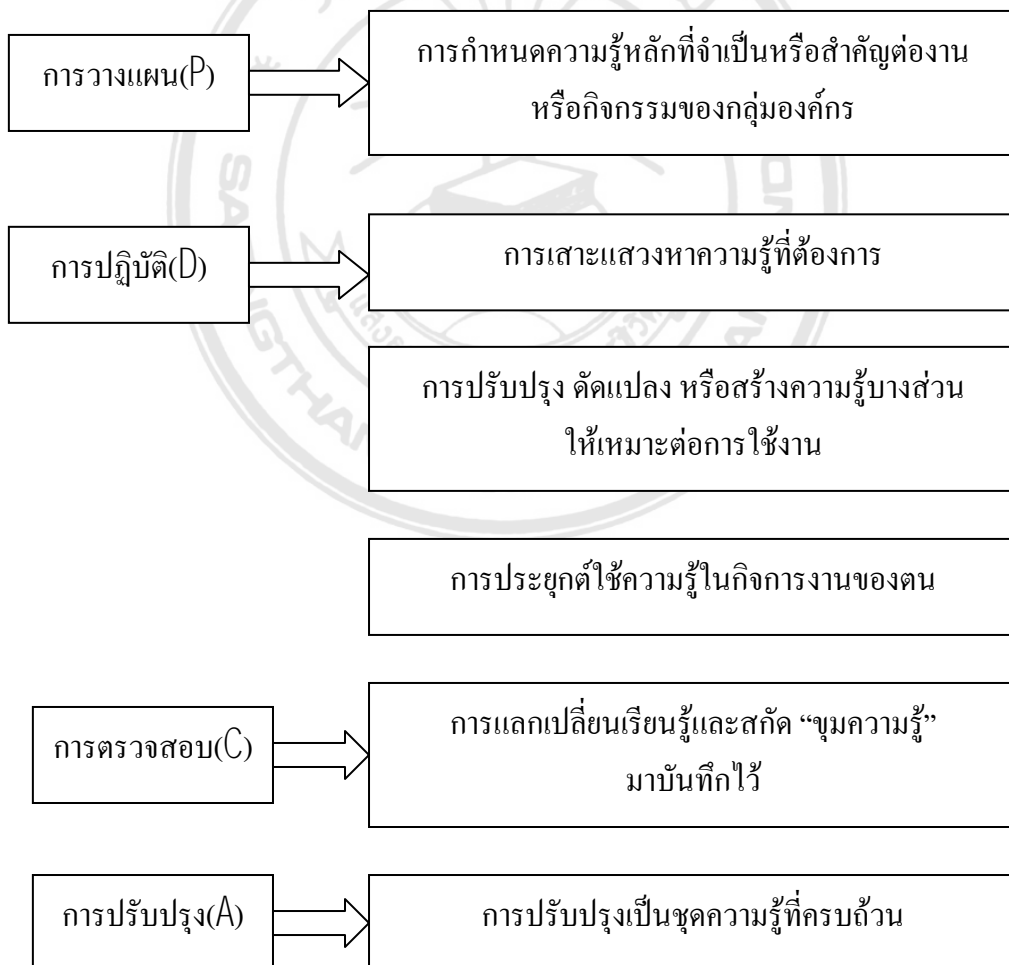 การวางแผน(P)
การกำหนดความรู้หลักที่จำเป็นหรือสำคัญต่องาน
หรือกิจกรรมของกลุ่มองค์กร
การปฏิบัติ(D)
การเสาะแสวงหาความรู้ที่ต้องการ
การปรับปรุง ดัดแปลง หรือสร้างความรู้บางส่วน
ให้เหมาะต่อการใช้งาน
การประยุกต์ใช้ความรู้ในกิจการงานของตน
การตรวจสอบ(C)
การแลกเปลี่ยนเรียนรู้และสกัด “ขุมความรู้”
มาบันทึกไว้
การปรับปรุง(A)
การปรับปรุงเป็นชุดความรู้ที่ครบถ้วน